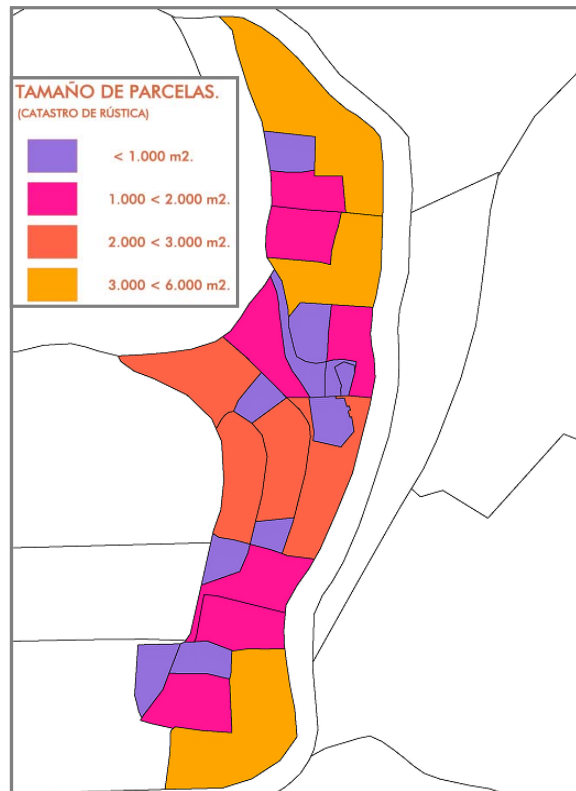 TAMAÑO DE PARCELAS.
(CATASTRO DE RÚSTICA)
< 1.000 m2.
1.000 < 2.000 m2.
2.000 < 3.000 m2.
3.000 < 6.000 m2.